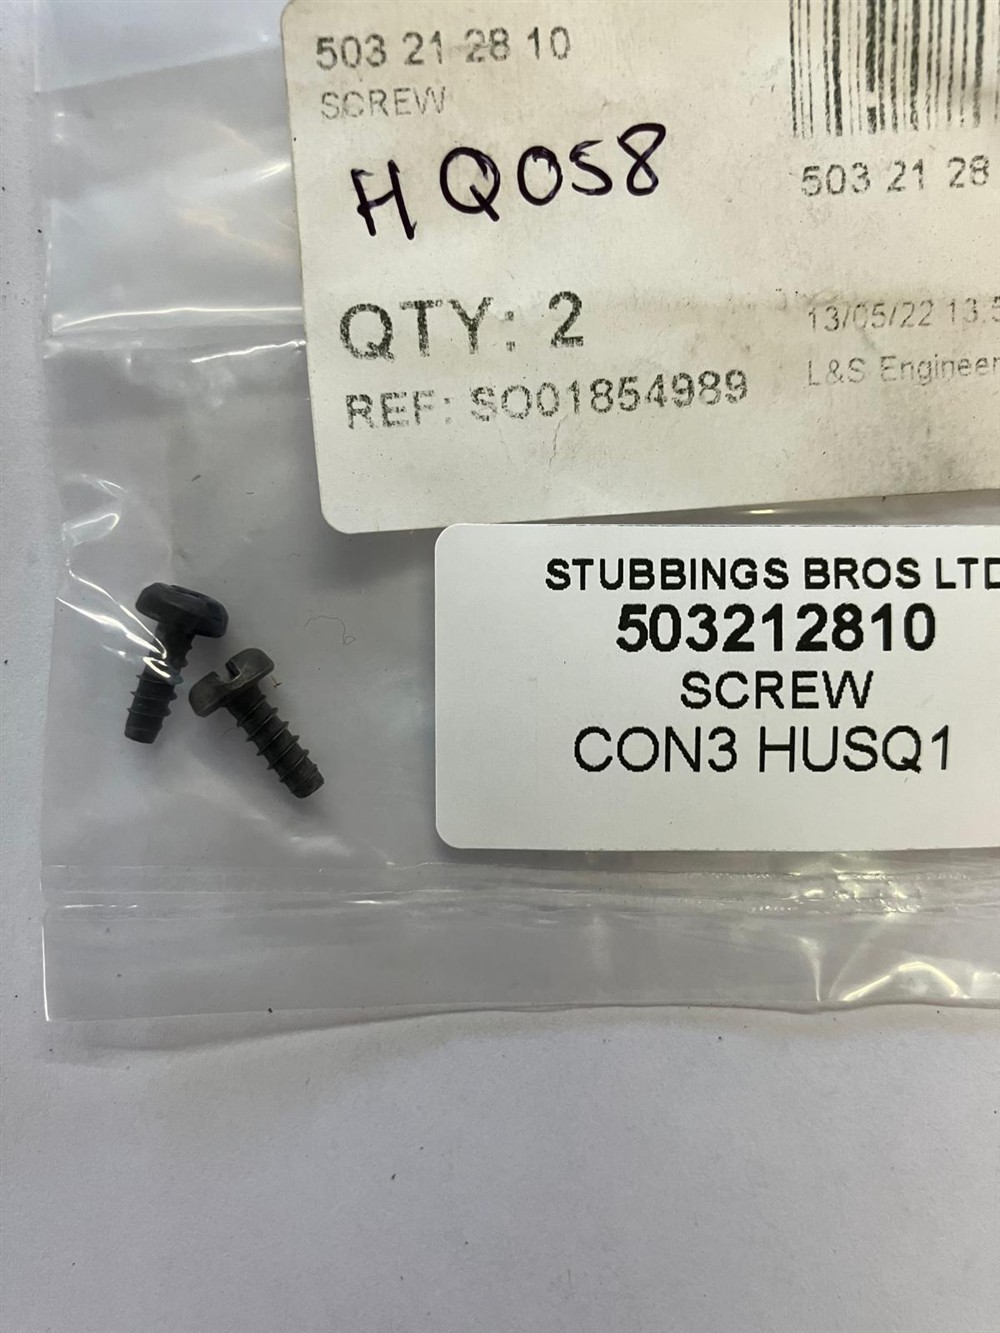 503 21 28 10
SCREW
HQ058
503 21 28
QTY: 2
13/05/22 13:5
REF: SO01854989
L&S Engineer
STUBBINGS BROS LTD
503212810
SCREW
CON3 HUSQ1